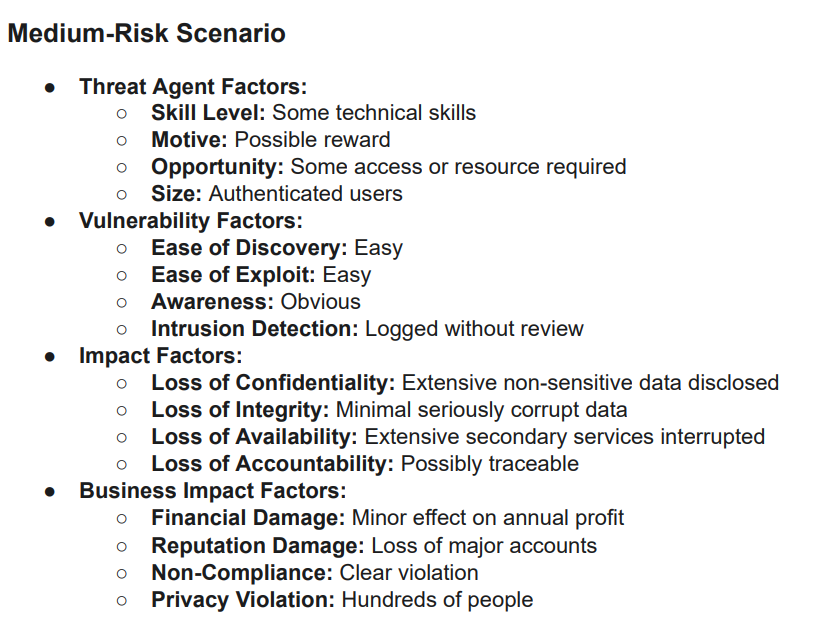 Medium-Risk Scenario
● Threat Agent Factors:
○ Skill Level: Some technical skills
○ Motive: Possible reward
○ Opportunity: Some access or resource required
○ Size: Authenticated users
● Vulnerability Factors:
○ Ease of Discovery: Easy
○ Ease of Exploit: Easy
○ Awareness: Obvious
○ Intrusion Detection: Logged without review
● Impact Factors:
○ Loss of Confidentiality: Extensive non-sensitive data disclosed
○ Loss of Integrity: Minimal seriously corrupt data
○ Loss of Availability: Extensive secondary services interrupted
○ Loss of Accountability: Possibly traceable
● Business Impact Factors:
○ Financial Damage: Minor effect on annual profit
○ Reputation Damage: Loss of major accounts
○ Non-Compliance: Clear violation
○ Privacy Violation: Hundreds of people